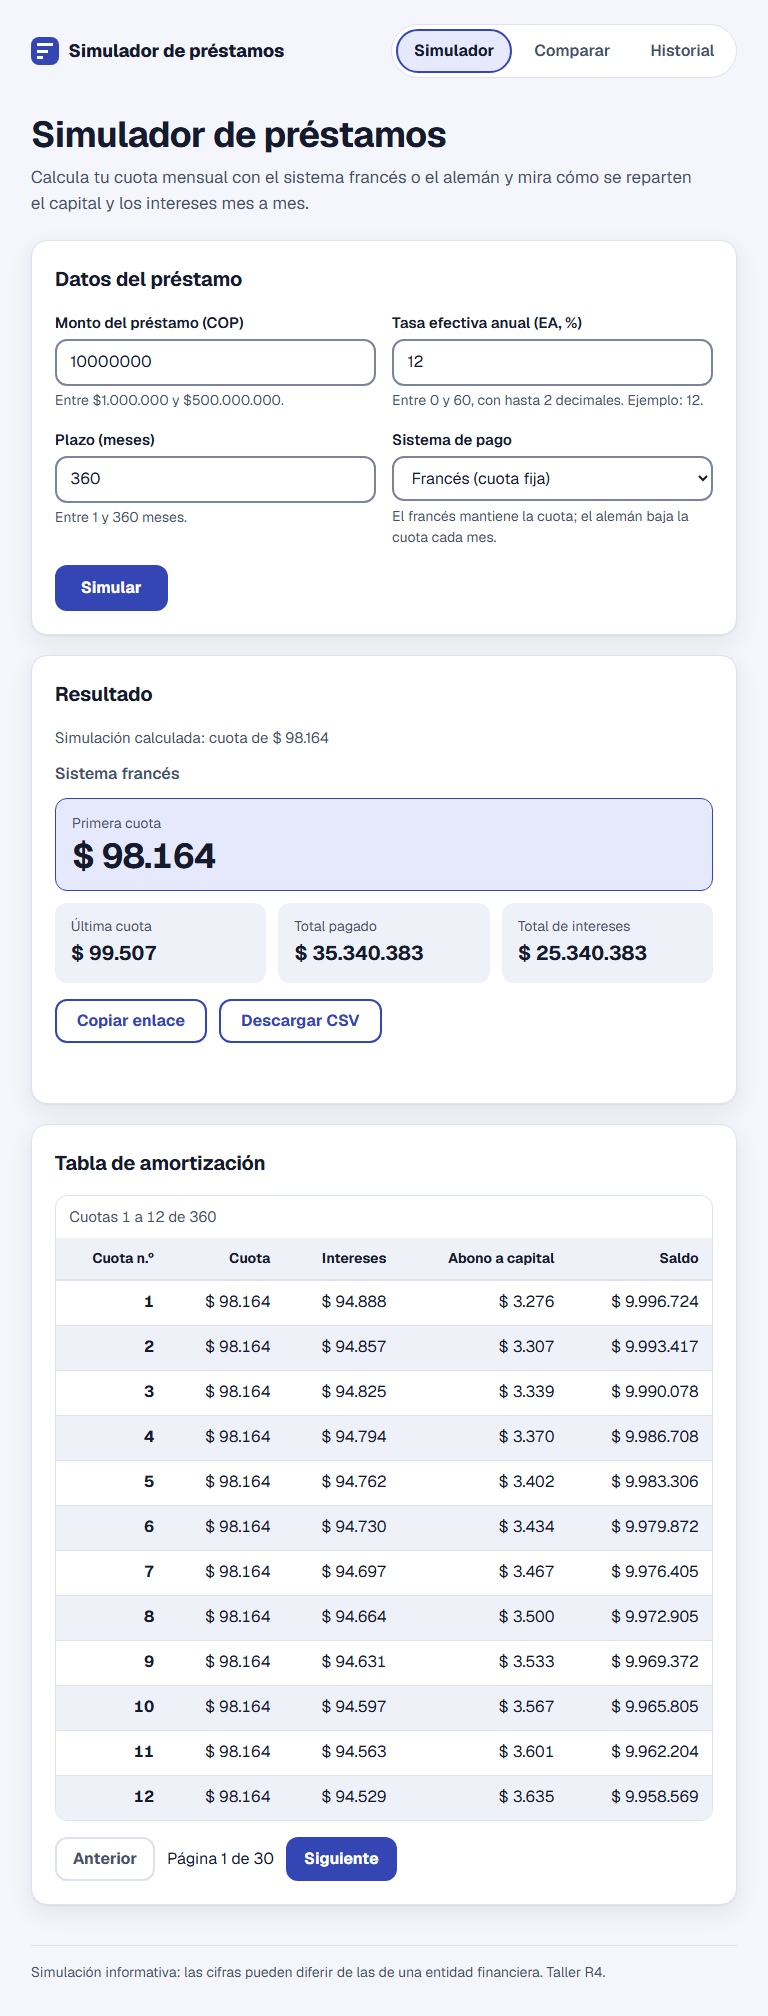 Simulador de préstamos
Simulador Comparar Historial
Simulador de préstamos
Calcula tu cuota mensual con el sistema francés o el alemán y mira cómo se reparten
el capital y los intereses mes a mes.
Datos del préstamo
Monto del préstamo (COP) Tasa efectiva anual (EA, %)
10000000 12
Entre $1.000.000 y $500.000.000. Entre 0 y 60, con hasta 2 decimales. Ejemplo: 12.
Plazo (meses) Sistema de pago
360 Francés (cuota fija)
Entre 1 y 360 meses. El francés mantiene la cuota; el alemán baja la
cuota cada mes.
Simular
Resultado
Simulación calculada: cuota de $ 98.164
Sistema francés
Primera cuota
$ 98.164
Última cuota Total pagado Total de intereses
$ 99.507 $ 35.340.383 $ 25.340.383
Copiar enlace Descargar CSV
Tabla de amortización
Cuotas 1 a 12 de 360
Cuota n.º Cuota Intereses Abono a capital Saldo
1 $ 98.164 $ 94.888 $ 3.276 $ 9.996.724
2 $ 98.164 $ 94.857 $ 3.307 $ 9.993.417
3 $ 98.164 $ 94.825 $ 3.339 $ 9.990.078
4 $ 98.164 $ 94.794 $ 3.370 $ 9.986.708
5 $ 98.164 $ 94.762 $ 3.402 $ 9.983.306
6 $ 98.164 $ 94.730 $ 3.434 $ 9.979.872
7 $ 98.164 $ 94.697 $ 3.467 $ 9.976.405
8 $ 98.164 $ 94.664 $ 3.500 $ 9.972.905
9 $ 98.164 $ 94.631 $ 3.533 $ 9.969.372
10 $ 98.164 $ 94.597 $ 3.567 $ 9.965.805
11 $ 98.164 $ 94.563 $ 3.601 $ 9.962.204
12 $ 98.164 $ 94.529 $ 3.635 $ 9.958.569
Anterior Página 1 de 30 Siguiente
Simulación informativa: las cifras pueden diferir de las de una entidad financiera. Taller R4.